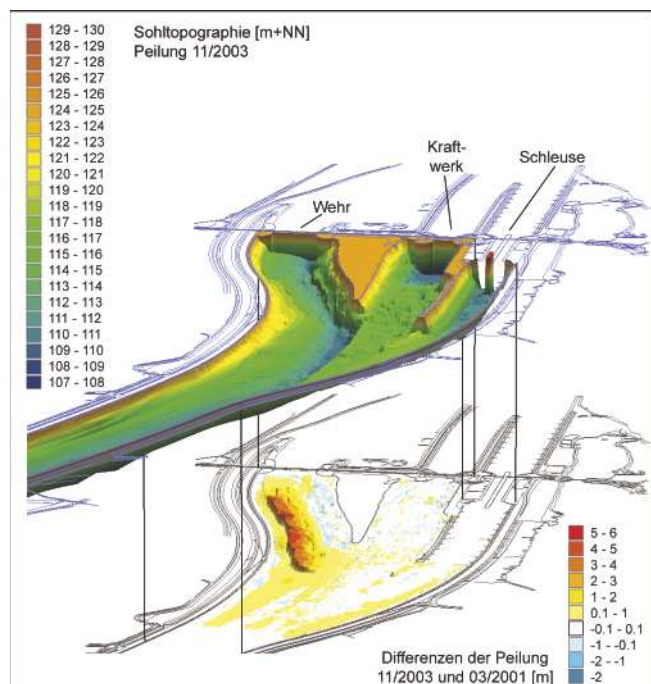 Sohltopographie [m+NN]
Peilung 11/2003
129 - 130
128 - 129
127 - 128
126 - 127
125 - 126
124 - 125
123 - 124
122 - 123
121 - 122
120 - 121
119 - 120
118 - 119
117 - 118
116 - 117
115 - 116
114 - 115
113 - 114
112 - 113
111 - 112
110 - 111
109 - 110
108 - 109
107 - 108
Wehr
Kraft-
werk
Schleuse
5 - 6
4 - 5
3 - 4
2 - 3
1 - 2
0.1 - 1
-0.1 - 0.1
-1 - -0.1
-2 - -1
-2
Differenzen der Peilung
11/2003 und 03/2001 [m]